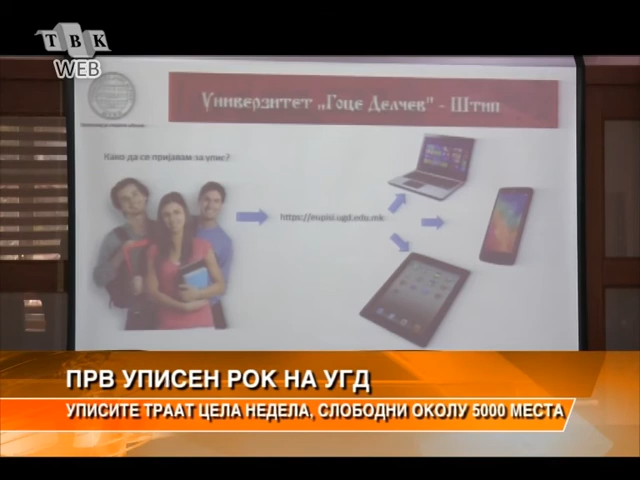 ТВК
WEB
Универзитет „Гоце Делчев" - Штип
Како да се пријавам за упис?
https://eupisi.ugd.edu.mk
ПРВ УПИСЕН РОК НА УГД
УПИСИТЕ ТРААТ ЦЕЛА НЕДЕЛА, СЛОБОДНИ ОКОЛУ 5000 МЕСТА